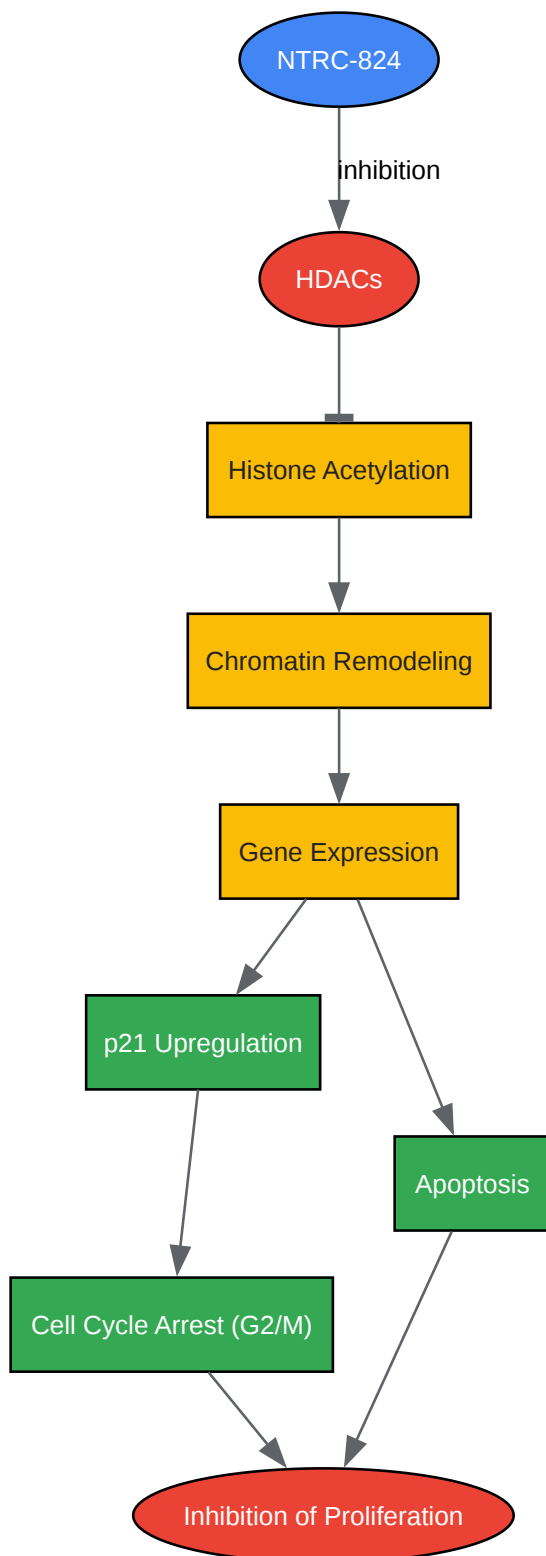 NTRC-824
inhibition
HDACs
Histone Acetylation
Chromatin Remodeling
Gene Expression
p21 Upregulation
Apoptosis
Cell Cycle Arrest (G2/M)
Inhibition of Proliferation